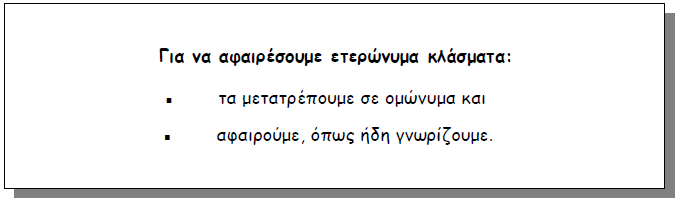 Για να αφαιρέσουμε ετερώνυμα κλάσματα:
▪ τα μετατρέπουμε σε ομώνυμα και
▪ αφαιρούμε, όπως ήδη γνωρίζουμε.